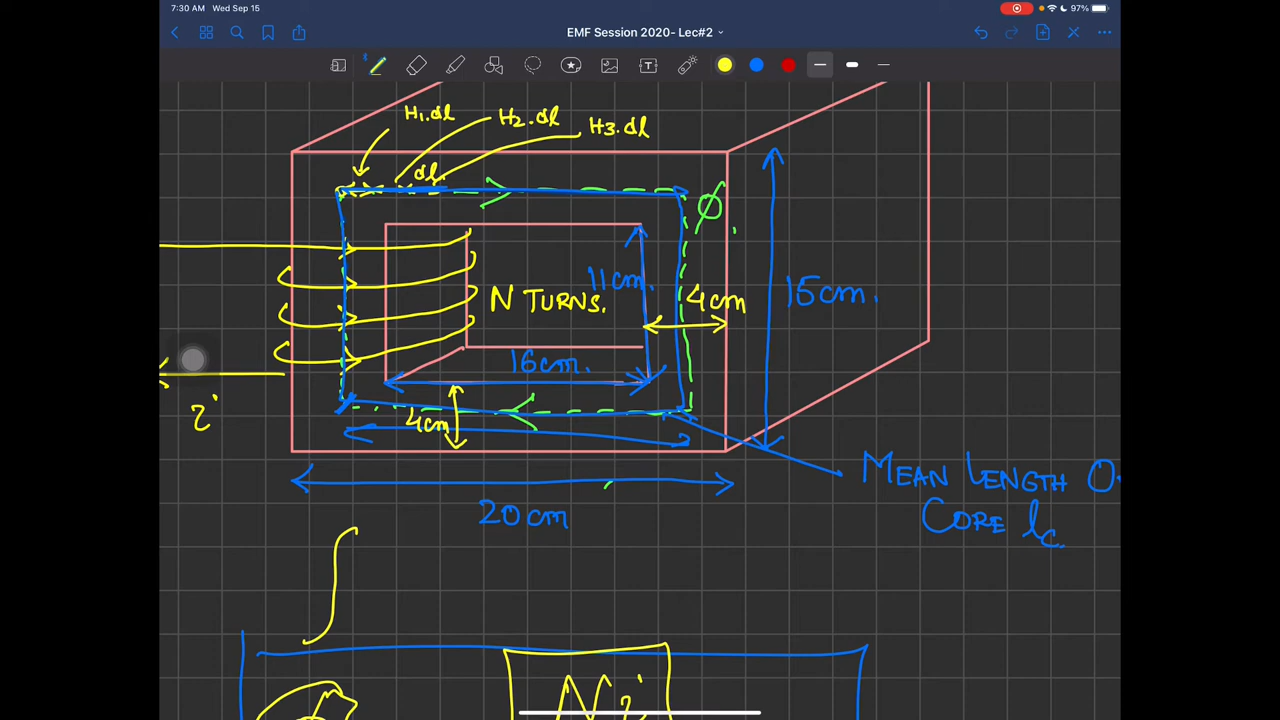 7:30 AM Wed Sep 15
97%
EMF Session 2020- Lec#2
H1.dl
H2.dl
H3.dl
dl
Ø
11cm.
N TURNS.
4cm
15cm.
16cm.
4cm
i
MEAN LENGTH O
CORE lc.
20cm
Ni